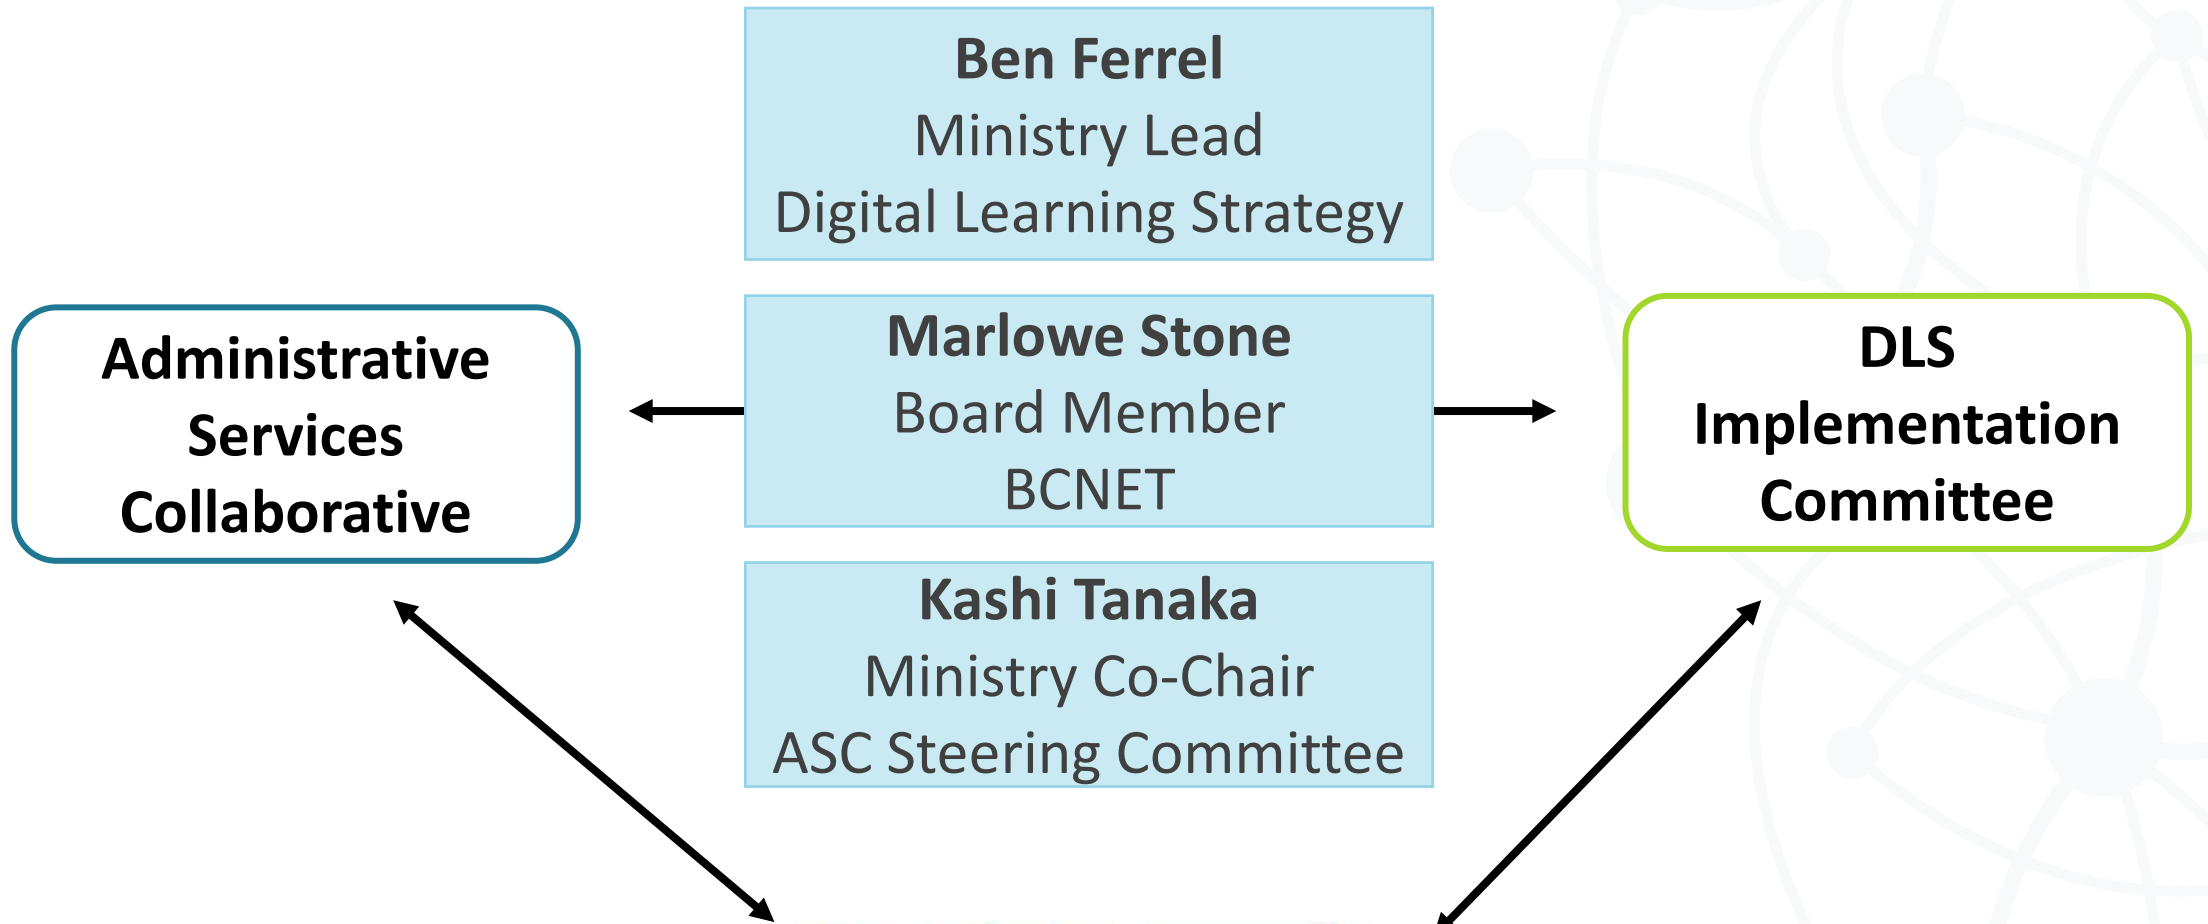 Ben Ferrel
Ministry Lead
Digital Learning Strategy
Administrative
Services
Collaborative
Marlowe Stone
Board Member
BCNET
DLS
Implementation
Committee
Kashi Tanaka
Ministry Co-Chair
ASC Steering Committee